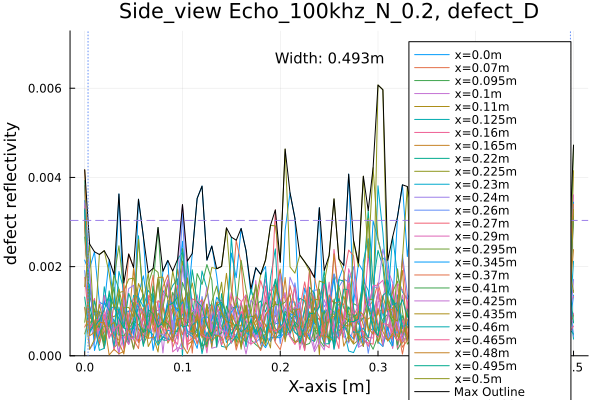 Side_view Echo_100khz_N_0.2, defect_D
Width: 0.493m
defect reflectivity
0.006
0.004
0.002
0.000
0.0
0.1
0.2
0.3
.5
X-axis [m]
x=0.0m
x=0.07m
x=0.095m
x=0.1m
x=0.11m
x=0.125m
x=0.16m
x=0.165m
x=0.22m
x=0.225m
x=0.23m
x=0.24m
x=0.26m
x=0.27m
x=0.29m
x=0.295m
x=0.345m
x=0.37m
x=0.41m
x=0.425m
x=0.435m
x=0.46m
x=0.465m
x=0.48m
x=0.495m
x=0.5m
Max Outline